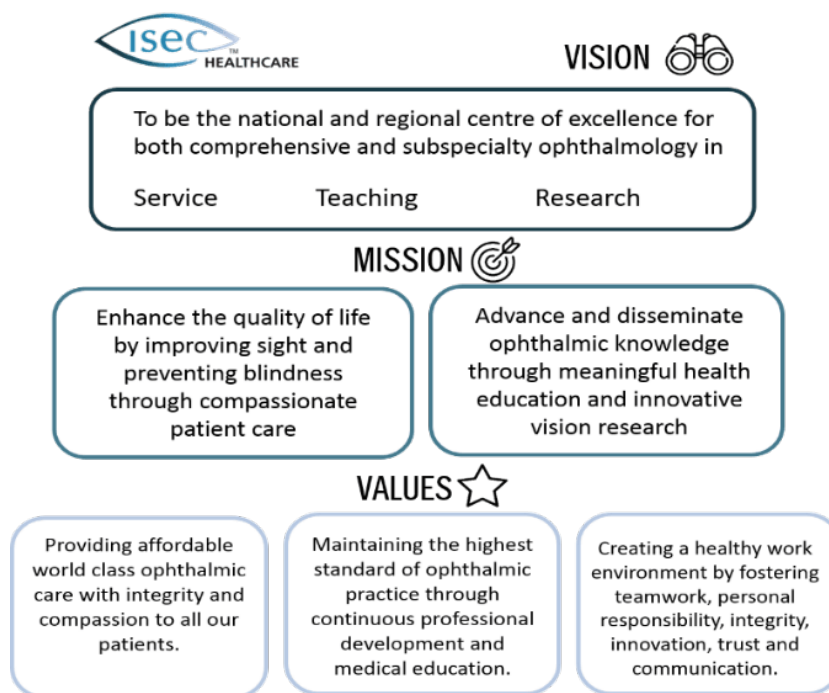 isec
TM
HEALTHCARE
VISION
To be the national and regional centre of excellence for
both comprehensive and subspecialty ophthalmology in
Service Teaching Research
MISSION
Enhance the quality of life
by improving sight and
preventing blindness
through compassionate
patient care
Advance and disseminate
ophthalmic knowledge
through meaningful health
education and innovative
vision research
VALUES
Providing affordable
world class ophthalmic
care with integrity and
compassion to all our
patients.
Maintaining the highest
standard of ophthalmic
practice through
continuous professional
development and
medical education.
Creating a healthy work
environment by fostering
teamwork, personal
responsibility, integrity,
innovation, trust and
communication.